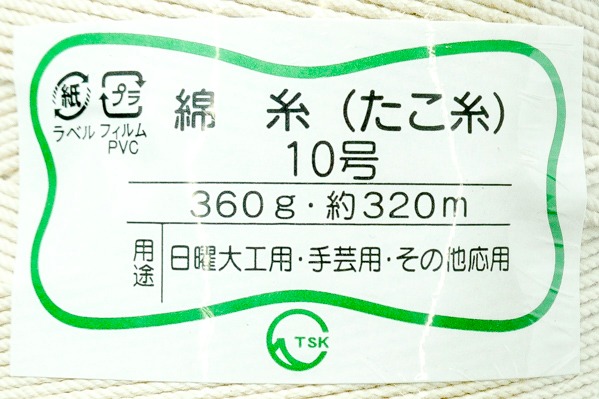 紙 プラ
ラベル フィルム
PVC
綿 糸 (たこ糸)
10号
360g・約320m
用途 日曜大工用・手芸用・その他応用
TSK